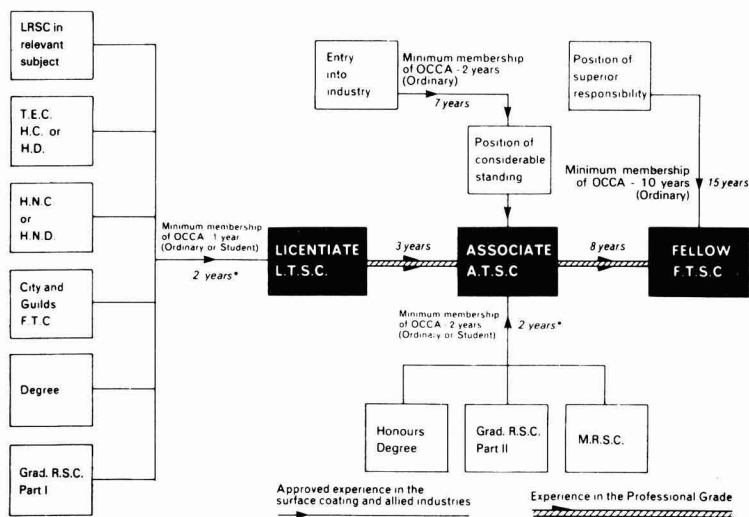 LRSC in
relevant
subject
T.E.C.
H.C. or
H.D.
H.N.C
or
H.N.D.
City and
Guilds
F.T.C
Degree
Grad. R.S.C.
Part I
Minimum membership
of OCCA - 1 year
(Ordinary or Student)
2 years*
LICENTIATE
L.T.S.C.
3 years
Entry
into
industry
Minimum membership
of OCCA - 2 years
(Ordinary)
7 years
Position of
considerable
standing
ASSOCIATE
A.T.S.C
8 years
Position of
superior
responsibility
Minimum membership
of OCCA - 10 years
(Ordinary)
15 years
FELLOW
F.T.S.C
Minimum membership
of OCCA - 2 years
(Ordinary or Student)
2 years*
Honours
Degree
Grad. R.S.C.
Part II
M.R.S.C.
Approved experience in the
surface coating and allied industries
Experience in the Professional Grade